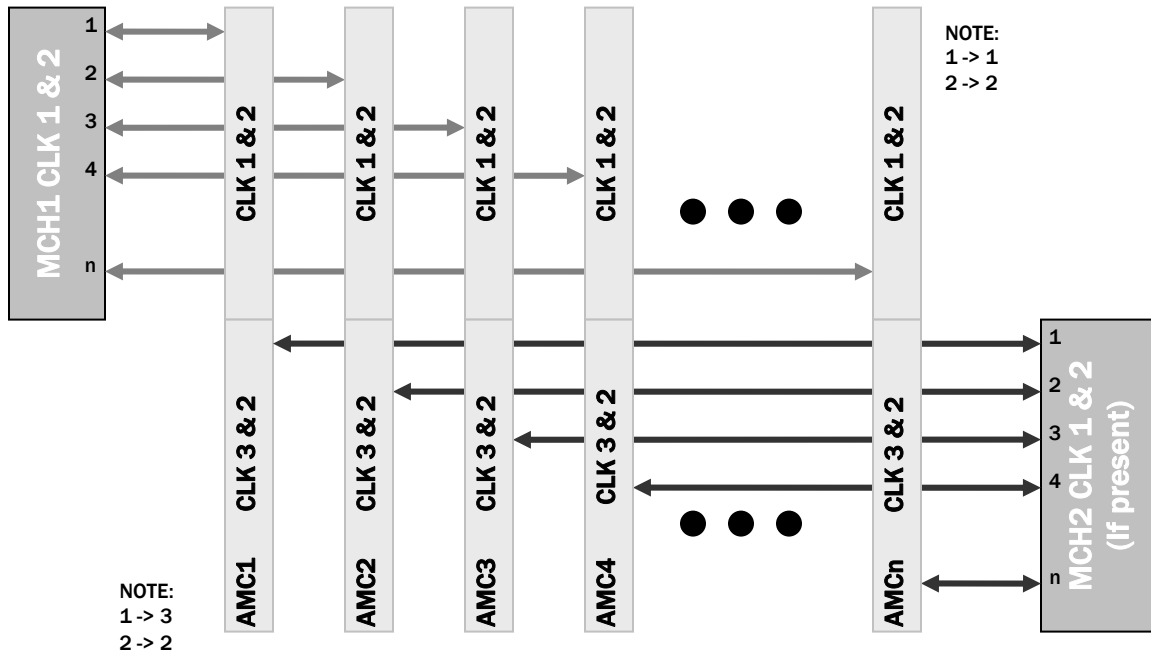 MCH1 CLK 1 & 2
1
2
3
4
n
CLK 1 & 2
CLK 1 & 2
CLK 1 & 2
CLK 1 & 2
CLK 1 & 2
NOTE:
1 -> 1
2 -> 2
CLK 3 & 2
CLK 3 & 2
CLK 3 & 2
CLK 3 & 2
CLK 3 & 2
AMC1
AMC2
AMC3
AMC4
AMCn
1
2
3
4
n
MCH2 CLK 1 & 2
(If present)
NOTE:
1 -> 3
2 -> 2